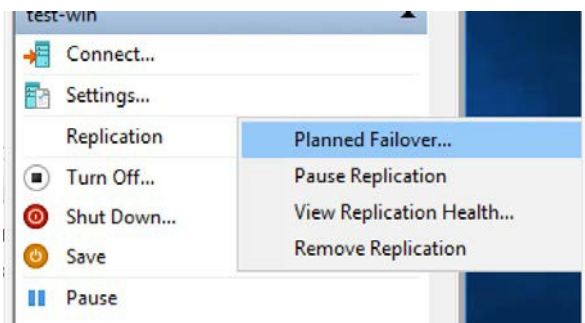 test-win
Connect...
Settings...
Replication
Planned Failover...
Turn Off...
Pause Replication
Shut Down...
View Replication Health...
Save
Remove Replication
Pause